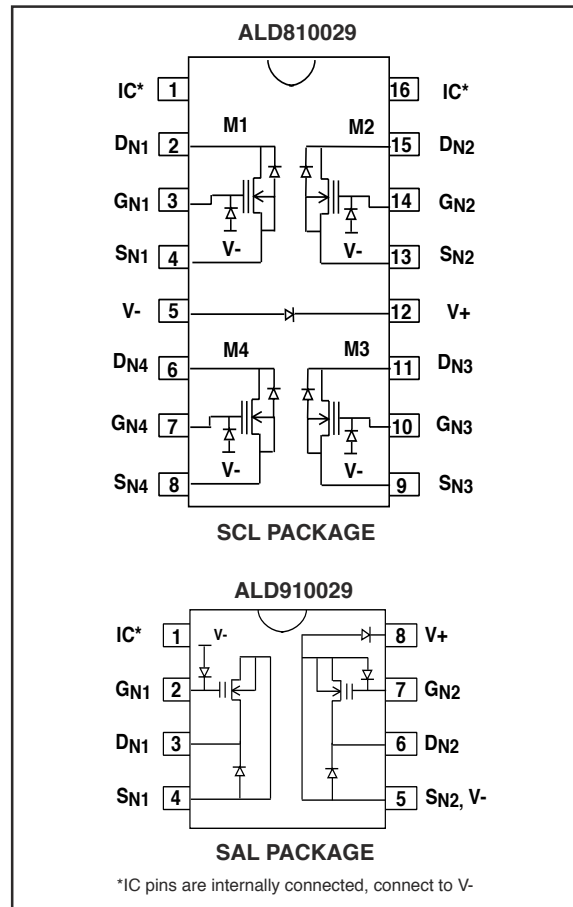 ALD810029
IC* 1 16 IC*
M1 M2
DN1 2 15 DN2
GN1 3 14 GN2
V- V-
SN1 4 13 SN2
V- 5 12 V+
M4 M3
DN4 6 11 DN3
GN4 7 10 GN3
V- V-
SN4 8 9 SN3
SCL PACKAGE
ALD910029
IC* 1 V- 8 V+
GN1 2 7 GN2
DN1 3 6 DN2
SN1 4 5 SN2, V-
SAL PACKAGE
*IC pins are internally connected, connect to V-